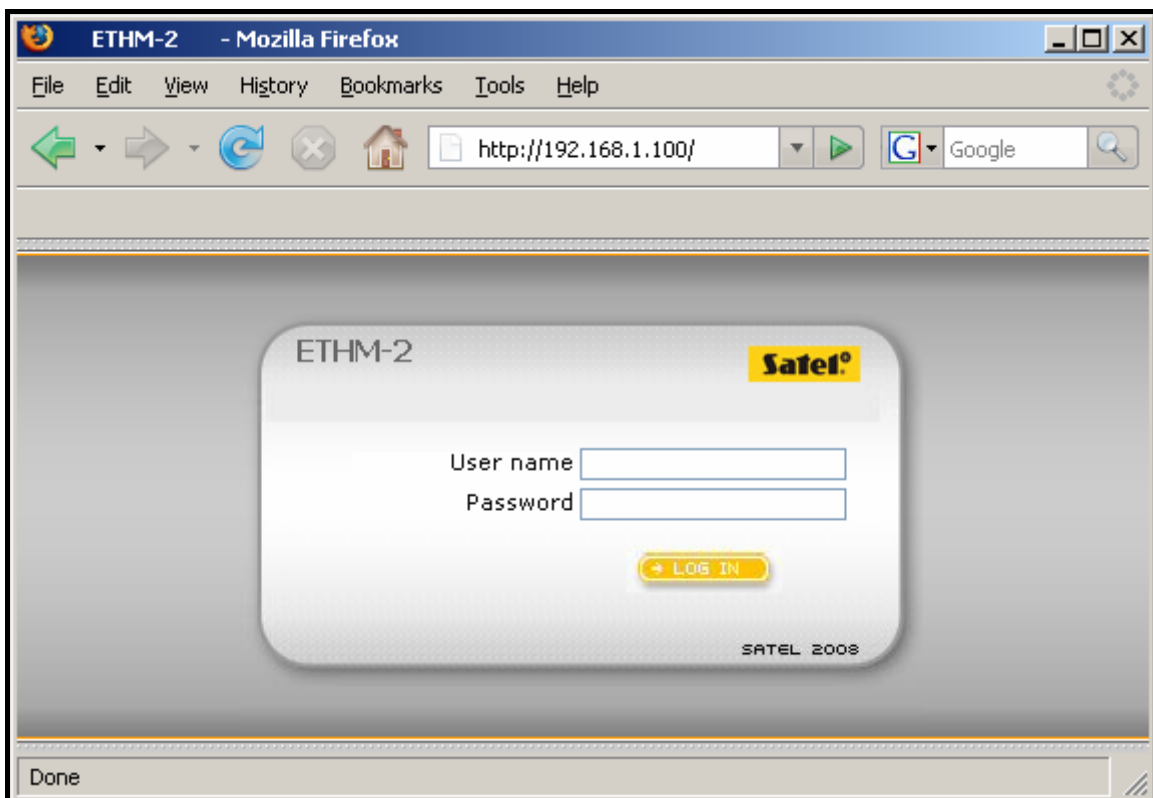 ETHM-2 - Mozilla Firefox
File Edit View History Bookmarks Tools Help
http://192.168.1.100/ G Google
ETHM-2 Satel®
User name
Password
LOG IN
SATEL 2008
Done